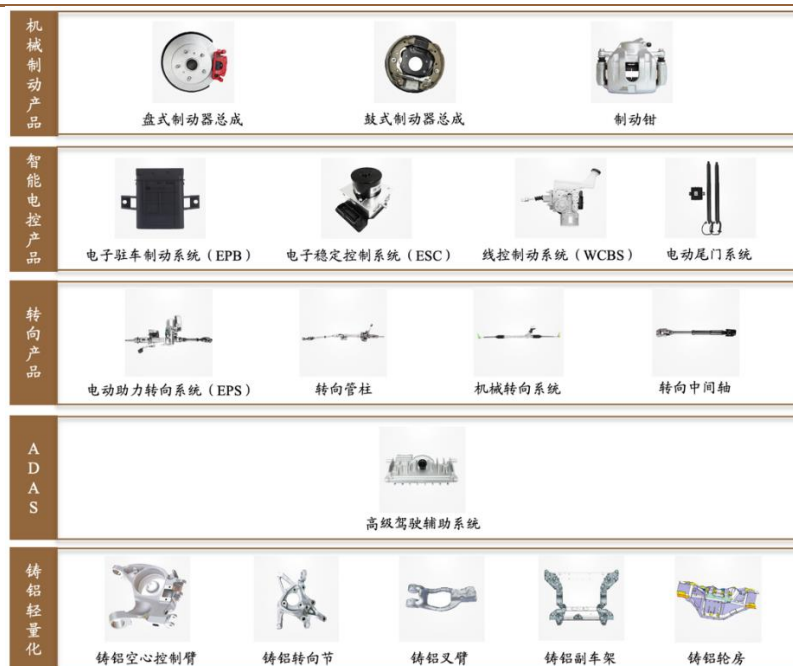 机械制动产品
盘式制动器总成
鼓式制动器总成
制动钳
智能电控产品
电子驻车制动系统（EPB）
电子稳定控制系统（ESC）
线控制动系统（WCBS）
电动尾门系统
转向产品
电动助力转向系统（EPS）
转向管柱
机械转向系统
转向中间轴
ADAS
高级驾驶辅助系统
铸铝轻量化
铸铝空心控制臂
铸铝转向节
铸铝叉臂
铸铝副车架
铸铝轮房